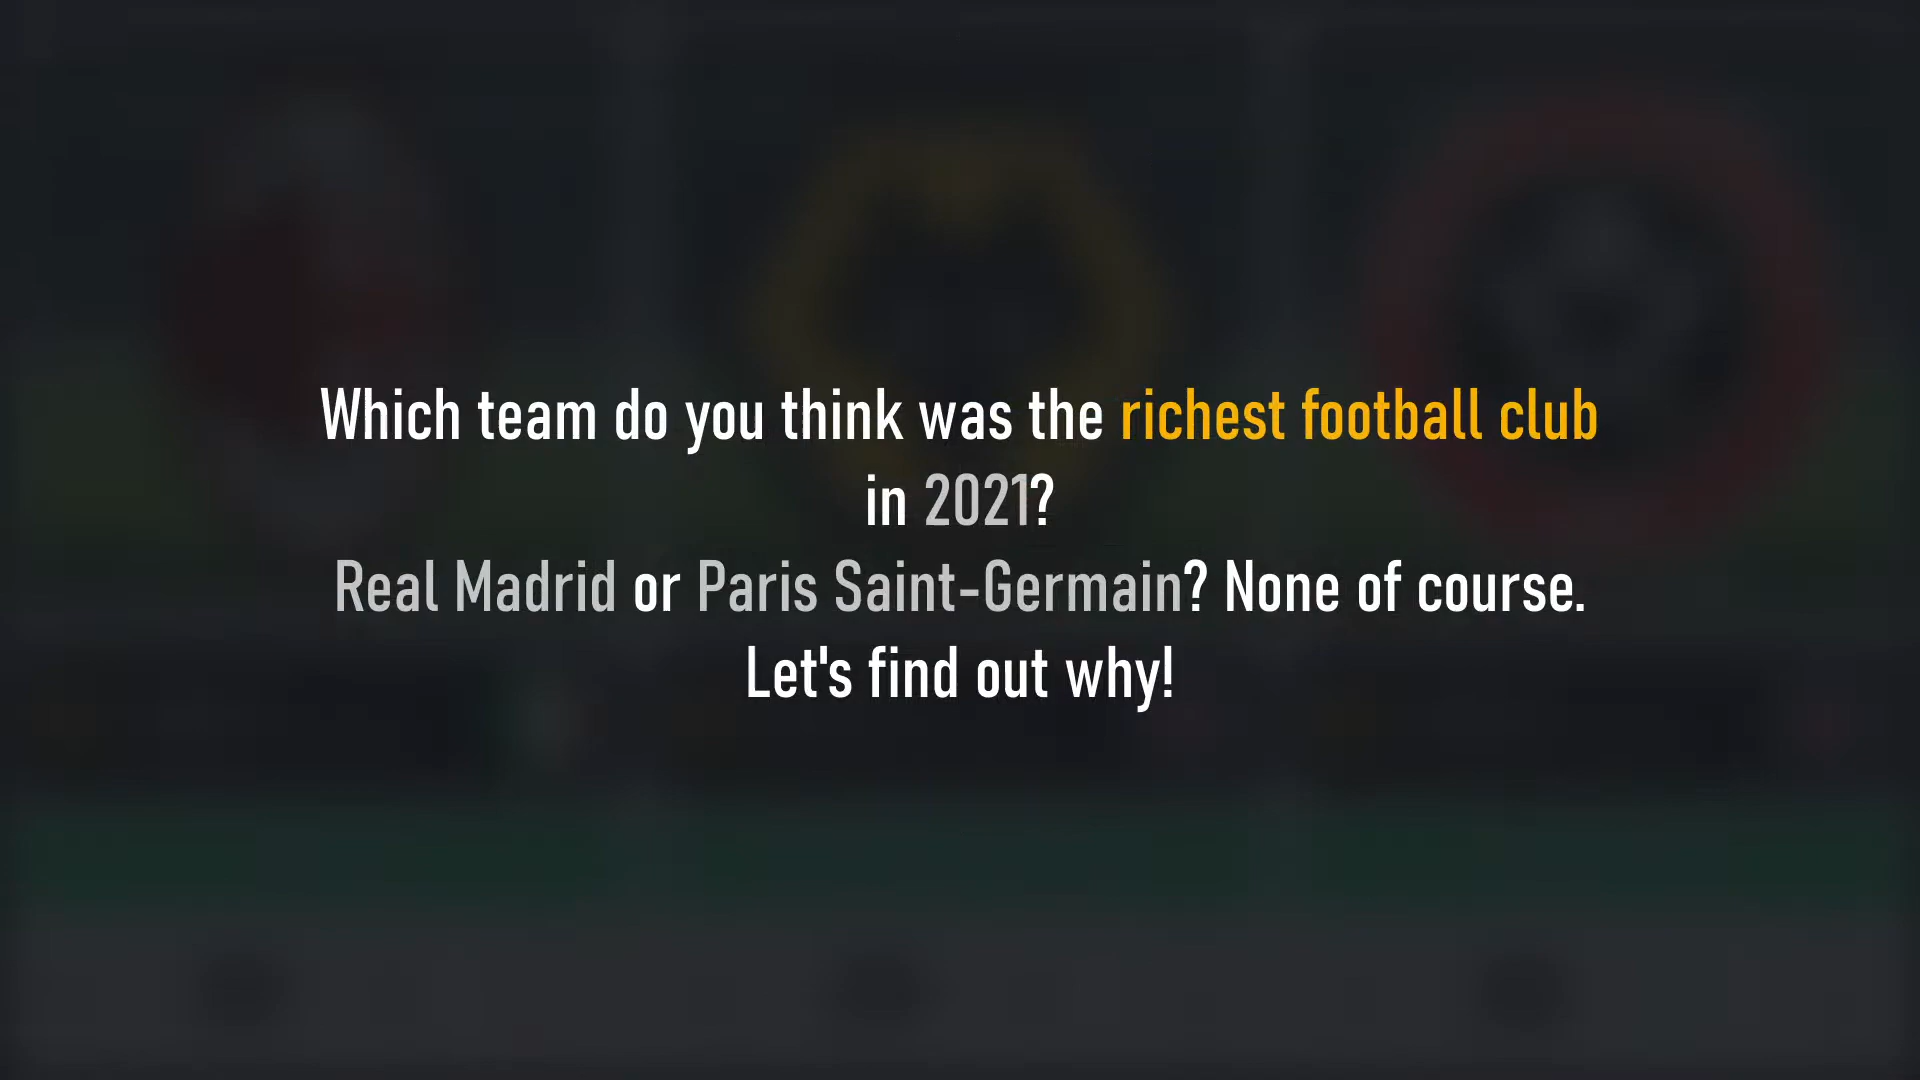 Which team do you think was the richest football club
in 2021?
Real Madrid or Paris Saint-Germain? None of course.
Let's find out why!